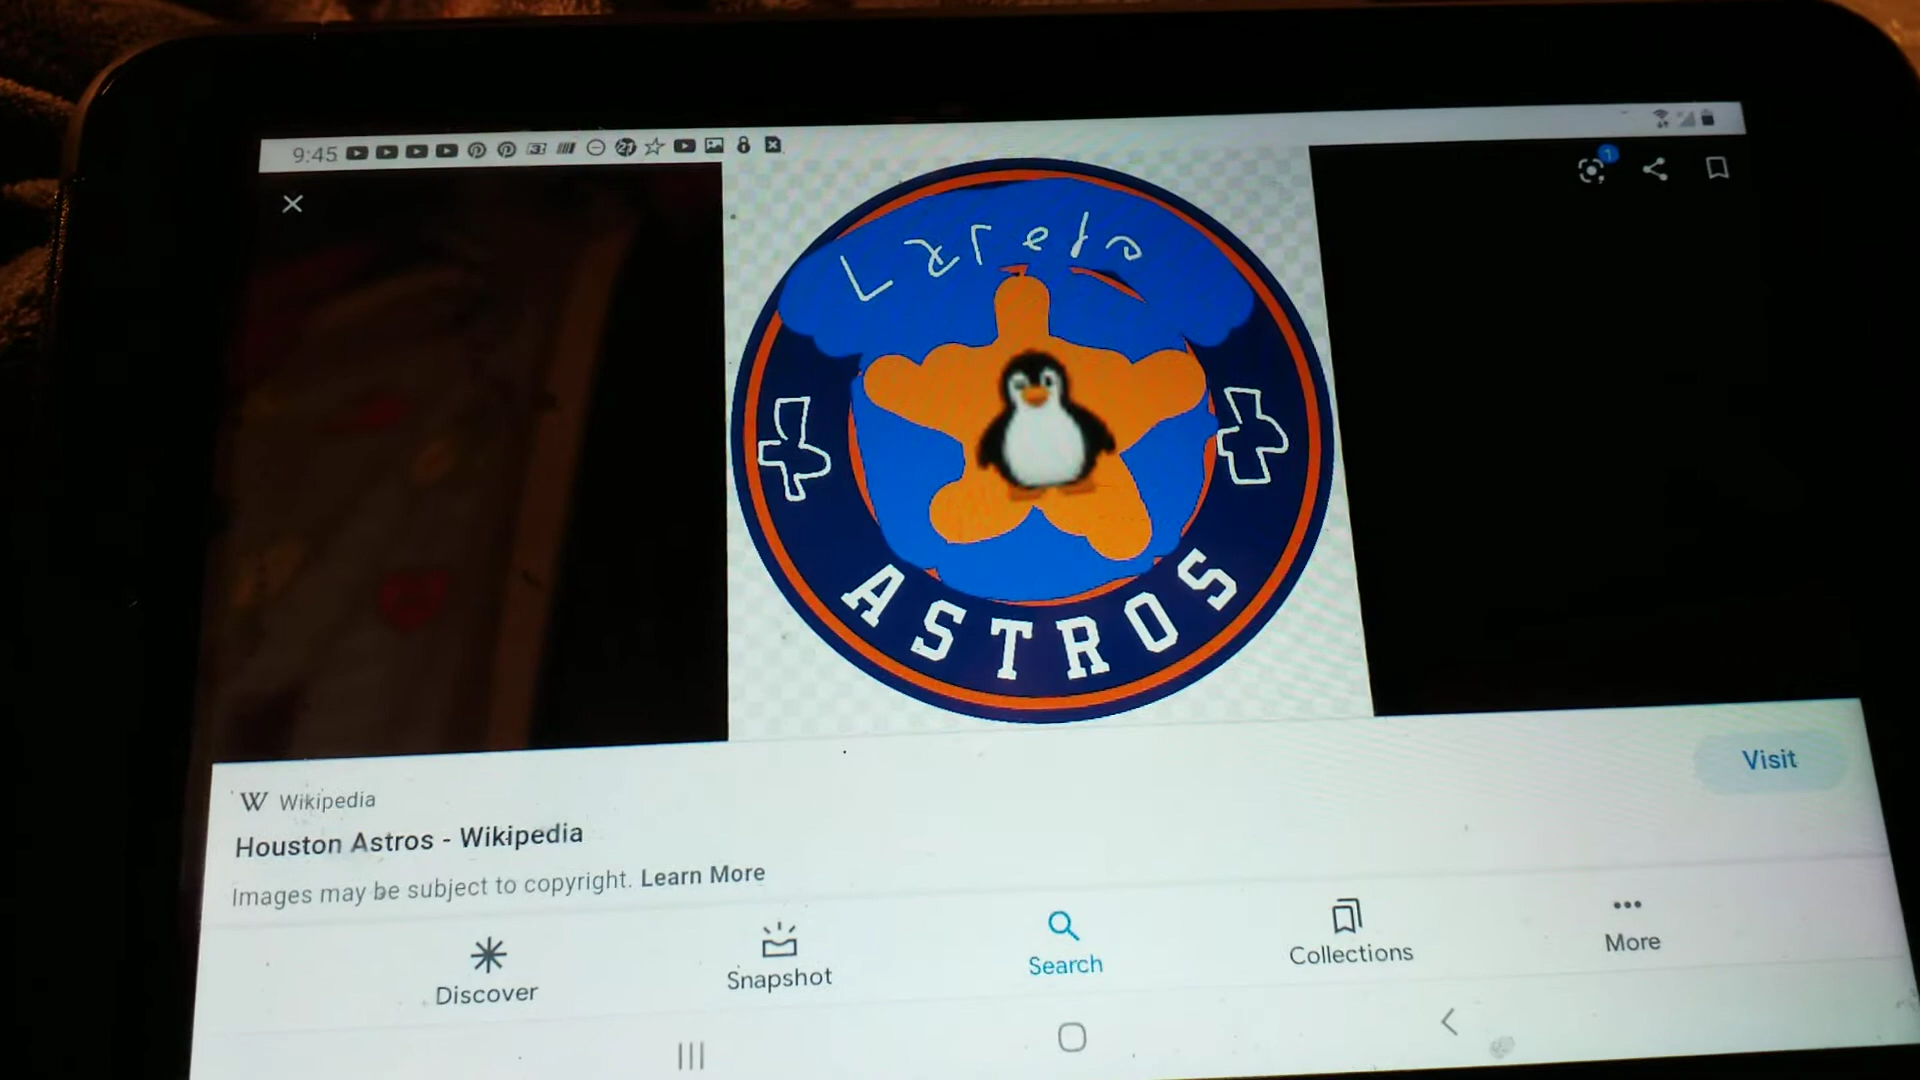 9:45
ASTROS
W Wikipedia
Visit
Houston Astros - Wikipedia
Images may be subject to copyright. Learn More
Discover
Snapshot
Search
Collections
More